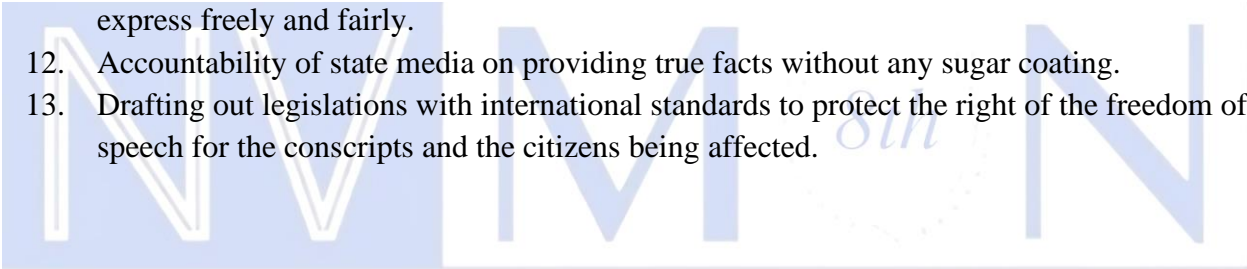 express freely and fairly.
12. Accountability of state media on providing true facts without any sugar coating.
13. Drafting out legislations with international standards to protect the right of the freedom of
speech for the conscripts and the citizens being affected.
8th
NVM N